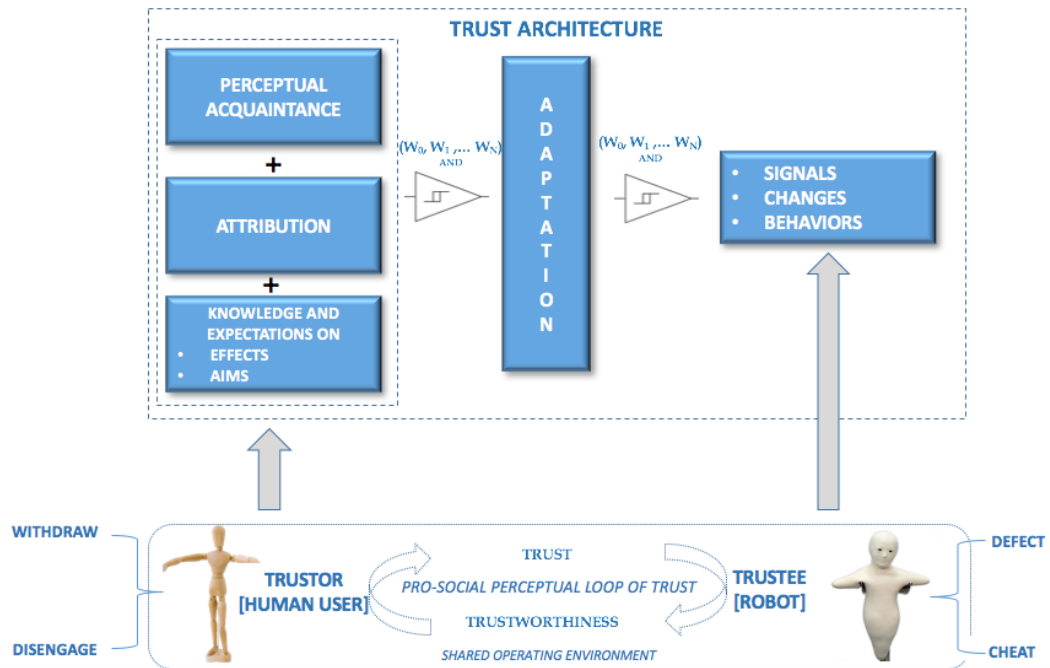 TRUST ARCHITECTURE
PERCEPTUAL
ACQUAINTANCE
+
ATTRIBUTION
+
KNOWLEDGE AND
EXPECTATIONS ON
• EFFECTS
• AIMS
(W₀, W₁ ,... W_N)
AND
A
D
A
P
T
A
T
I
O
N
(W₀, W₁ ,... W_N)
AND
• SIGNALS
• CHANGES
• BEHAVIORS
WITHDRAW
DISENGAGE
TRUSTOR
[HUMAN USER]
TRUST
PRO-SOCIAL PERCEPTUAL LOOP OF TRUST
TRUSTWORTHINESS
SHARED OPERATING ENVIRONMENT
TRUSTEE
[ROBOT]
DEFECT
CHEAT